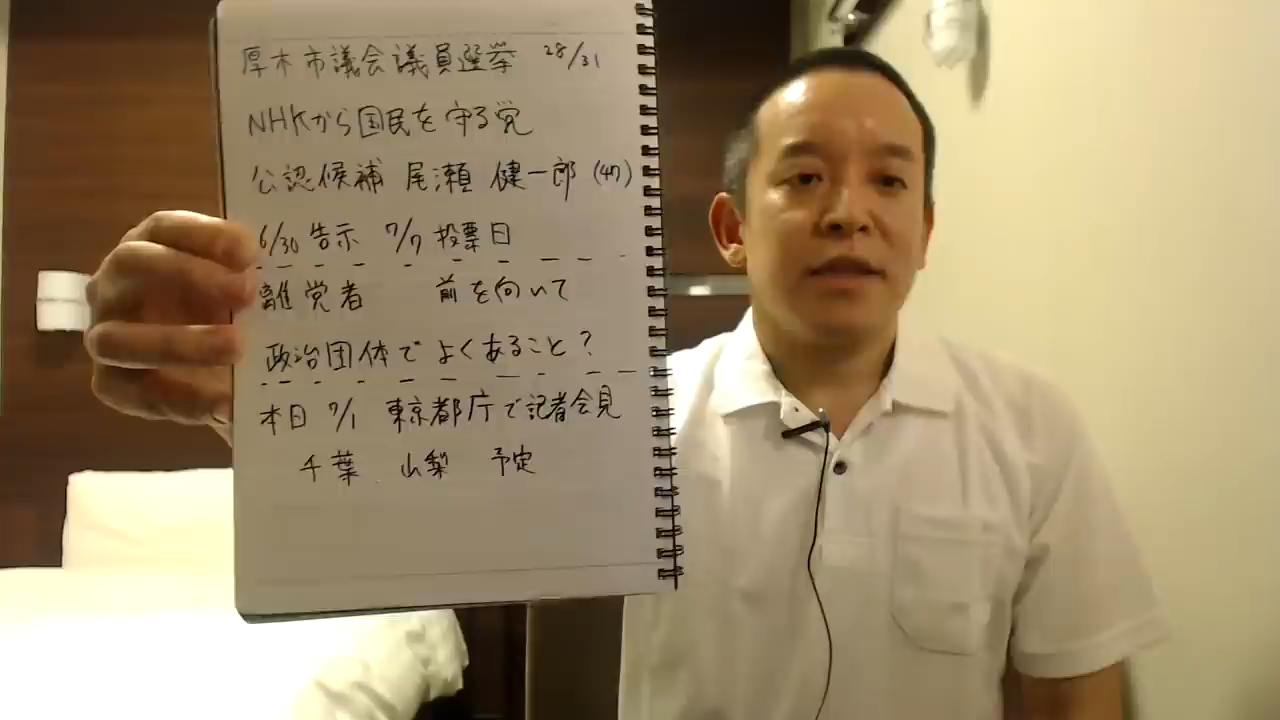 厚木市議会議員選挙 28/31
NHKから国民を守る党
公認候補 尾瀬 健一郎 (47)
6/30 告示 7/7 投票日
離党者 前を向いて
政治団体で よくあること?
本日 7/1 東京都庁で記者会見
千葉 山梨 予定